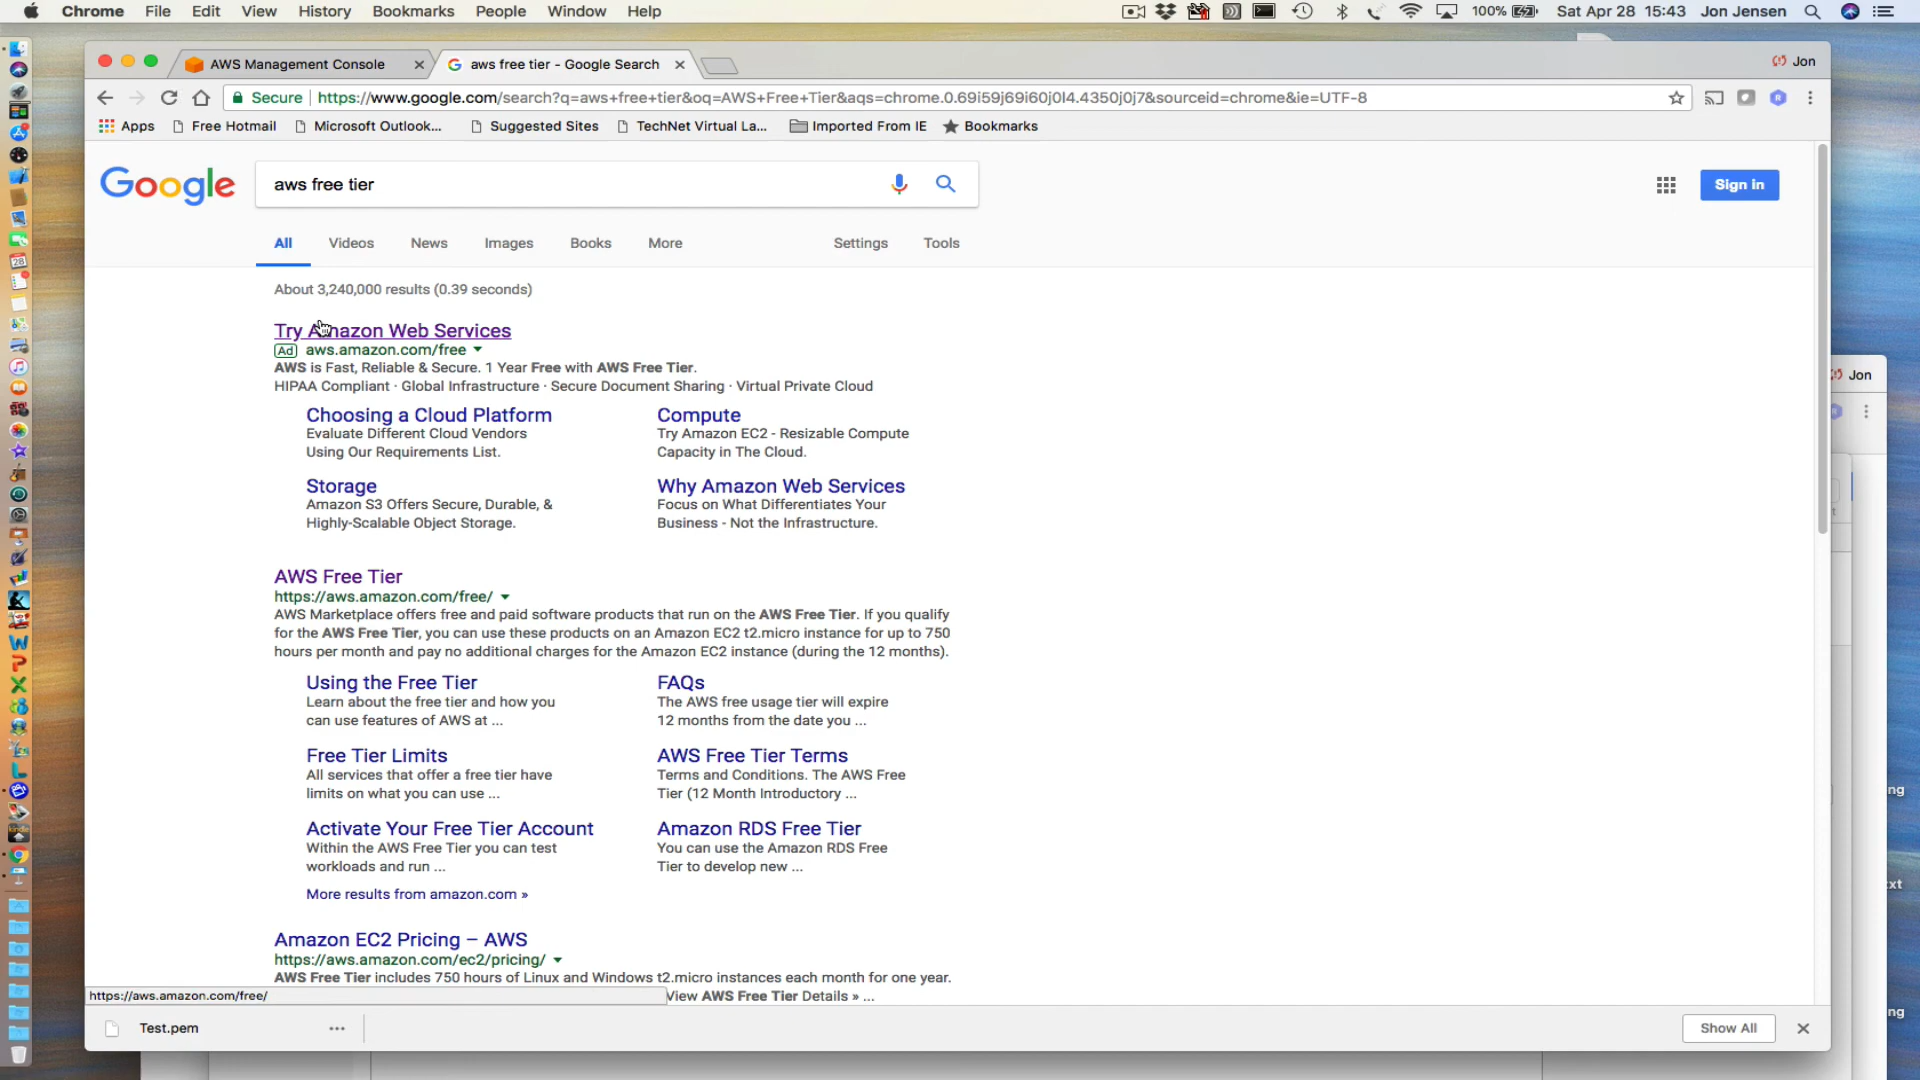 Chrome File Edit View History Bookmarks People Window Help 100% Sat Apr 28 15:43 Jon Jensen
AWS Management Console aws free tier - Google Search Jon
Secure https://www.google.com/search?q=aws+free+tier&oq=AWS+Free+Tier&aqs=chrome.0.69i59j69i60j0l4.4350j0j7&sourceid=chrome&ie=UTF-8
Apps Free Hotmail Microsoft Outlook... Suggested Sites TechNet Virtual La... Imported From IE Bookmarks
Google aws free tier Sign in
All Videos News Images Books More Settings Tools
About 3,240,000 results (0.39 seconds)
Try Amazon Web Services
Ad aws.amazon.com/free
AWS is Fast, Reliable & Secure. 1 Year Free with AWS Free Tier.
HIPAA Compliant · Global Infrastructure · Secure Document Sharing · Virtual Private Cloud
Jon
Choosing a Cloud Platform
Evaluate Different Cloud Vendors
Using Our Requirements List.
Compute
Try Amazon EC2 - Resizable Compute
Capacity in The Cloud.
Storage
Amazon S3 Offers Secure, Durable, &
Highly-Scalable Object Storage.
Why Amazon Web Services
Focus on What Differentiates Your
Business - Not the Infrastructure.
AWS Free Tier
https://aws.amazon.com/free/
AWS Marketplace offers free and paid software products that run on the AWS Free Tier. If you qualify
for the AWS Free Tier, you can use these products on an Amazon EC2 t2.micro instance for up to 750
hours per month and pay no additional charges for the Amazon EC2 instance (during the 12 months).
Using the Free Tier
Learn about the free tier and how you
can use features of AWS at ...
FAQs
The AWS free usage tier will expire
12 months from the date you ...
Free Tier Limits
All services that offer a free tier have
limits on what you can use ...
AWS Free Tier Terms
Terms and Conditions. The AWS Free
Tier (12 Month Introductory ...
Activate Your Free Tier Account
Within the AWS Free Tier you can test
workloads and run ...
Amazon RDS Free Tier
You can use the Amazon RDS Free
Tier to develop new ...
More results from amazon.com »
Amazon EC2 Pricing – AWS
https://aws.amazon.com/ec2/pricing/
AWS Free Tier includes 750 hours of Linux and Windows t2.micro instances each month for one year.
https://aws.amazon.com/free/ View AWS Free Tier Details » ...
Test.pem Show All
ng
xt
ng